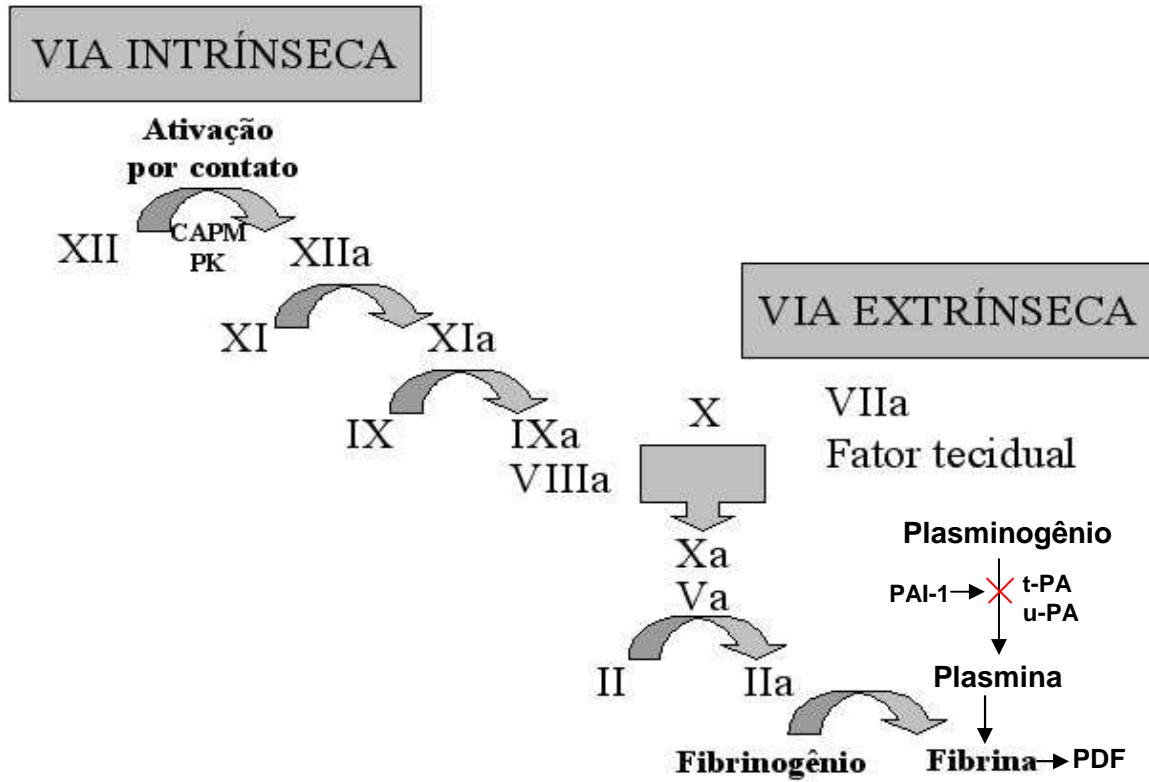 VIA INTRÍNSECA
Ativação
por contato
XII
CAPM
PK
XIIa
XI
XIa
IX
IXa
VIIIa
VIA EXTRÍNSECA
X
VIIa
Fator tecidual
Xa
Va
II
IIa
Plasminogênio
PAI-1
t-PA
u-PA
Plasmina
Fibrinogênio
Fibrina
PDF